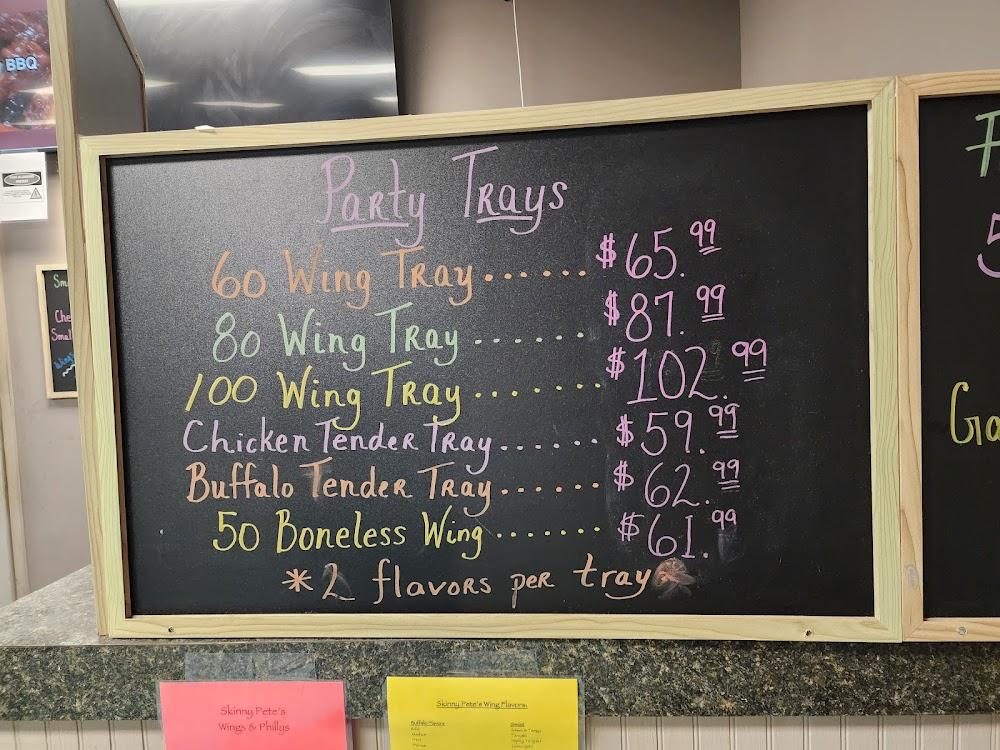 BBQ
Party Trays
60 Wing Tray...... $65.99
80 Wing Tray...... $87.99
100 Wing Tray...... $102.99
Chicken Tender Tray...... $59.99
Buffalo Tender Tray...... $62.99
50 Boneless Wing....... $61.99
*2 flavors per tray
Skinny Pete's
Wings & Phillys
Skinny Pete's Wing Flavors